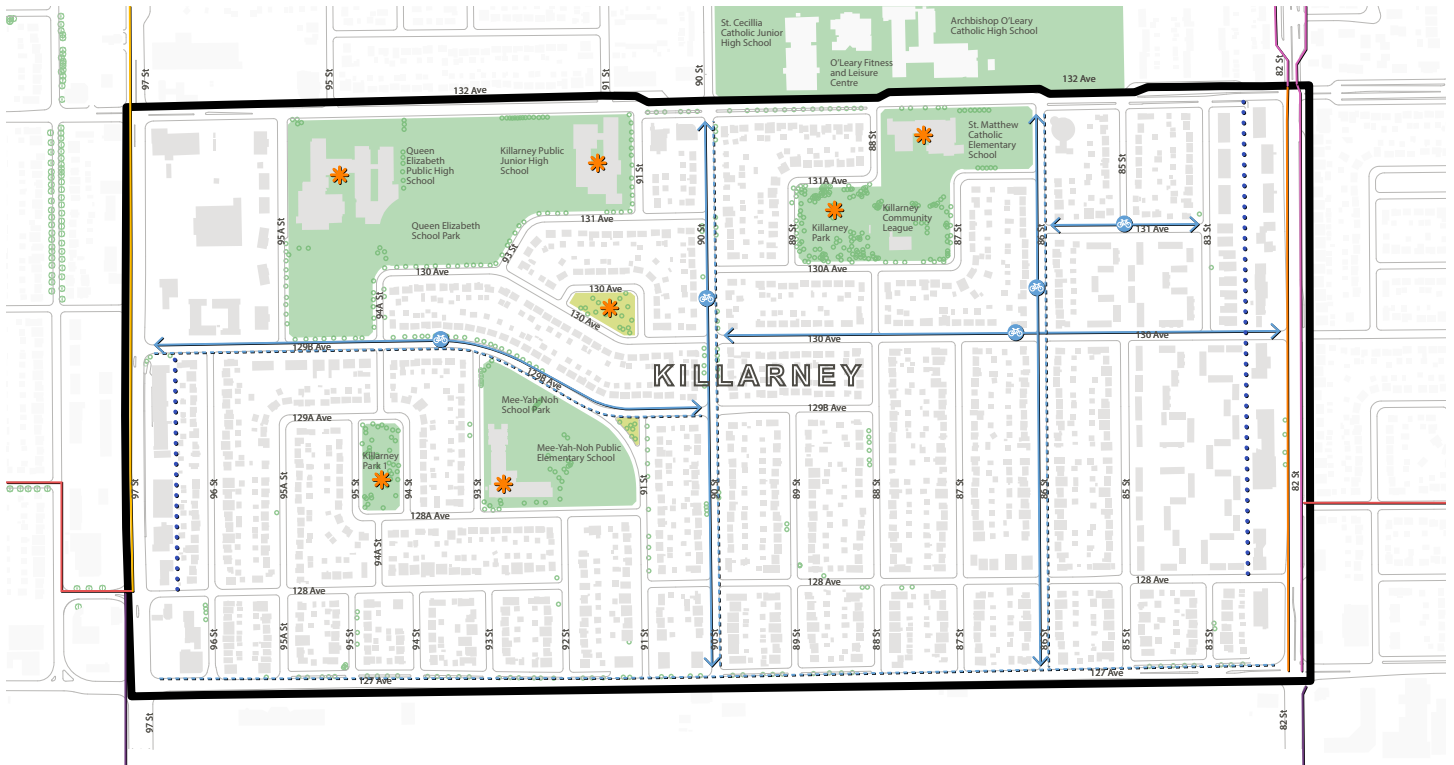 St. Cecillia
Catholic Junior
High School
Archbishop O'Leary
Catholic High School
O'Leary Fitness
and Leisure
Centre
97 St
95 St
91 St
90 St
82 St
132 Ave
132 Ave
Queen
Elizabeth
Public High
School
Killarney Public
Junior High
School
St. Matthew
Catholic
Elementary
School
88 St
85 St
91 St
131A Ave
Queen Elizabeth
School Park
131 Ave
Killarney
Park
Killarney
Community
League
95A St
93 St
90 St
89 St
87 St
86 St
131 Ave
83 St
130 Ave
130A Ave
94A St
130 Ave
130 Ave
129B Ave
130 Ave
130 Ave
129B Ave
KILLARNEY
Mee-Yah-Noh
School Park
129A Ave
129B Ave
Killarney
Park 1
Mee-Yah-Noh Public
Elementary School
97 St
96 St
95A St
95 St
94 St
93 St
91 St
90 St
89 St
88 St
87 St
86 St
85 St
82 St
128A Ave
94A St
128 Ave
128 Ave
128 Ave
96 St
95A St
95 St
94 St
93 St
92 St
91 St
90 St
89 St
88 St
87 St
86 St
85 St
83 St
127 Ave
127 Ave
97 St
82 St